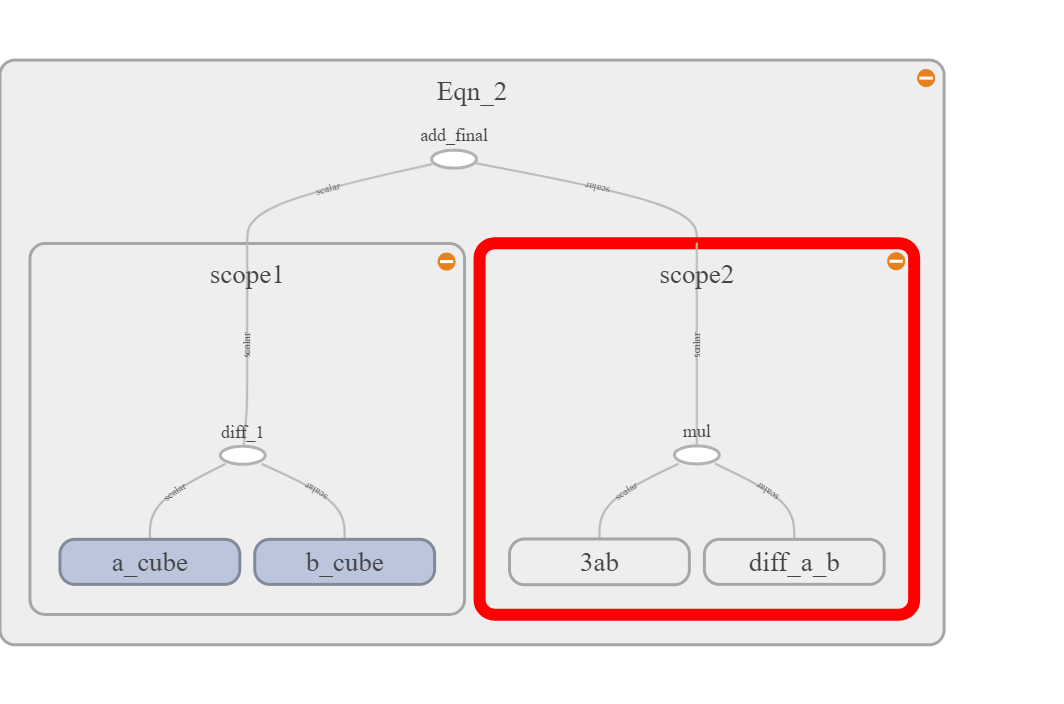 Eqn_2
add_final
scalar
scalar
scope1
scope2
scalar
scalar
diff_1
mul
scalar
scalar
scalar
scalar
a_cube
b_cube
3ab
diff_a_b